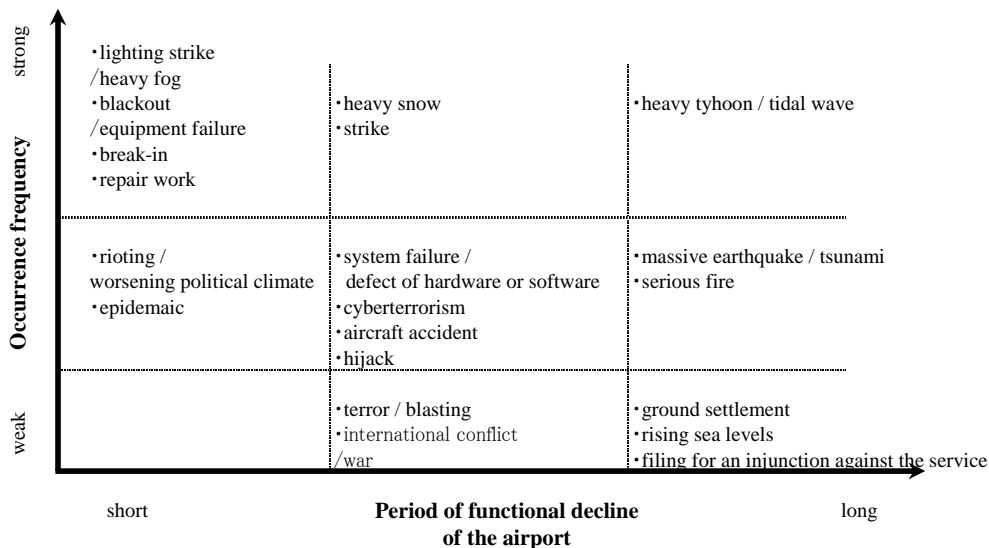 strong
・lighting strike
/heavy fog
・blackout
/equipment failure
・break-in
・repair work
・heavy snow
・strike
・heavy tyhoon / tidal wave
Occurrence frequency
・rioting /
worsening political climate
・epidemaic
・system failure /
defect of hardware or software
・cyberterrorism
・aircraft accident
・hijack
・massive earthquake / tsunami
・serious fire
weak
・terror / blasting
・international conflict
/war
・ground settlement
・rising sea levels
・filing for an injunction against the service
short
Period of functional decline
of the airport
long